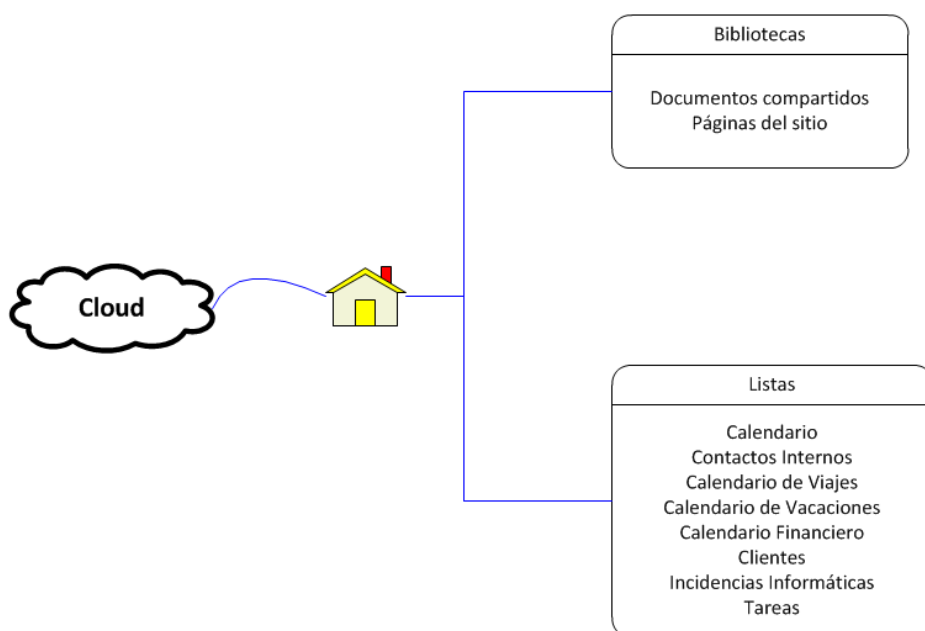 Bibliotecas
Documentos compartidos
Páginas del sitio
Cloud
Listas
Calendario
Contactos Internos
Calendario de Viajes
Calendario de Vacaciones
Calendario Financiero
Clientes
Incidencias Informáticas
Tareas